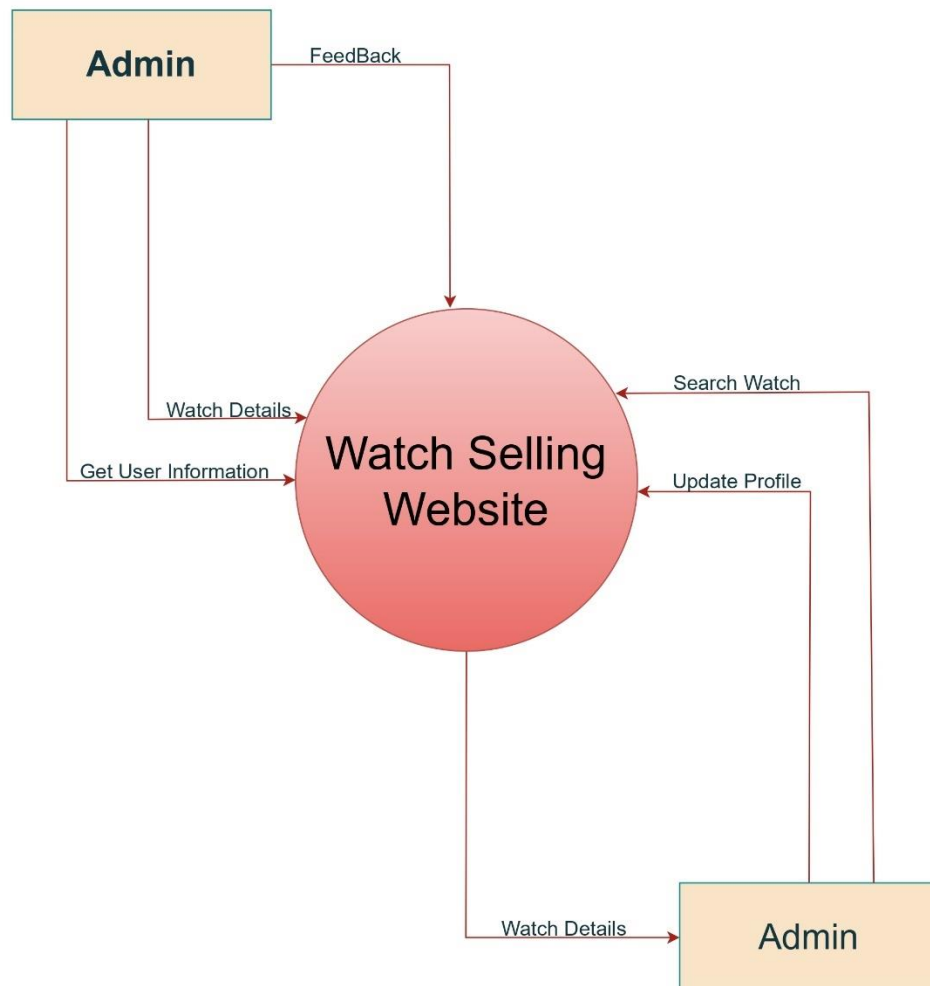 Admin
FeedBack
Watch Details
Get User Information
Watch Selling
Website
Search Watch
Update Profile
Watch Details
Admin